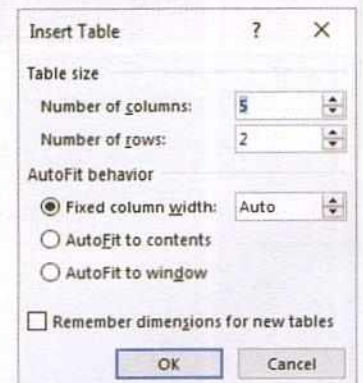 Insert Table ? ×
Table size
Number of columns: 5
Number of rows: 2
AutoFit behavior
Fixed column width: Auto
AutoFit to contents
AutoFit to window
Remember dimensions for new tables
OK Cancel